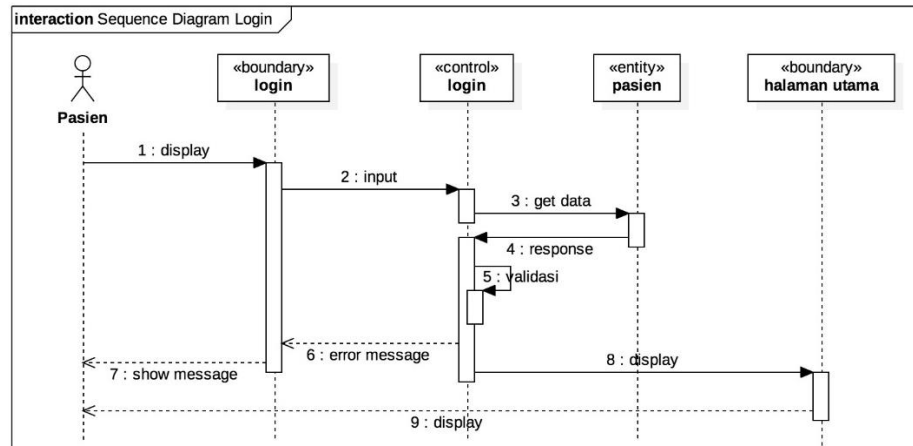 interaction Sequence Diagram Login
Pasien
«boundary»
login
«control»
login
«entity»
pasien
«boundary»
halaman utama
1 : display
2 : input
3 : get data
4 : response
5 : validasi
6 : error message
7 : show message
8 : display
9 : display